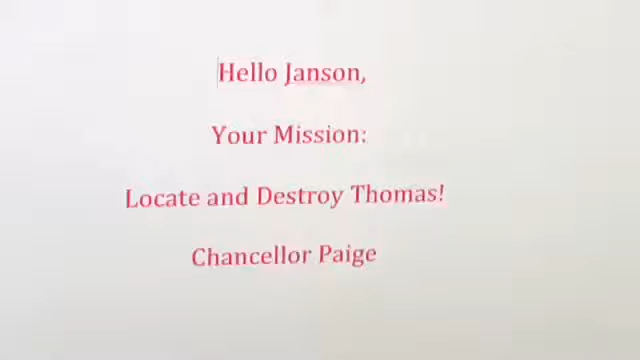 Hello Janson,
Your Mission:
Locate and Destroy Thomas!
Chancellor Paige